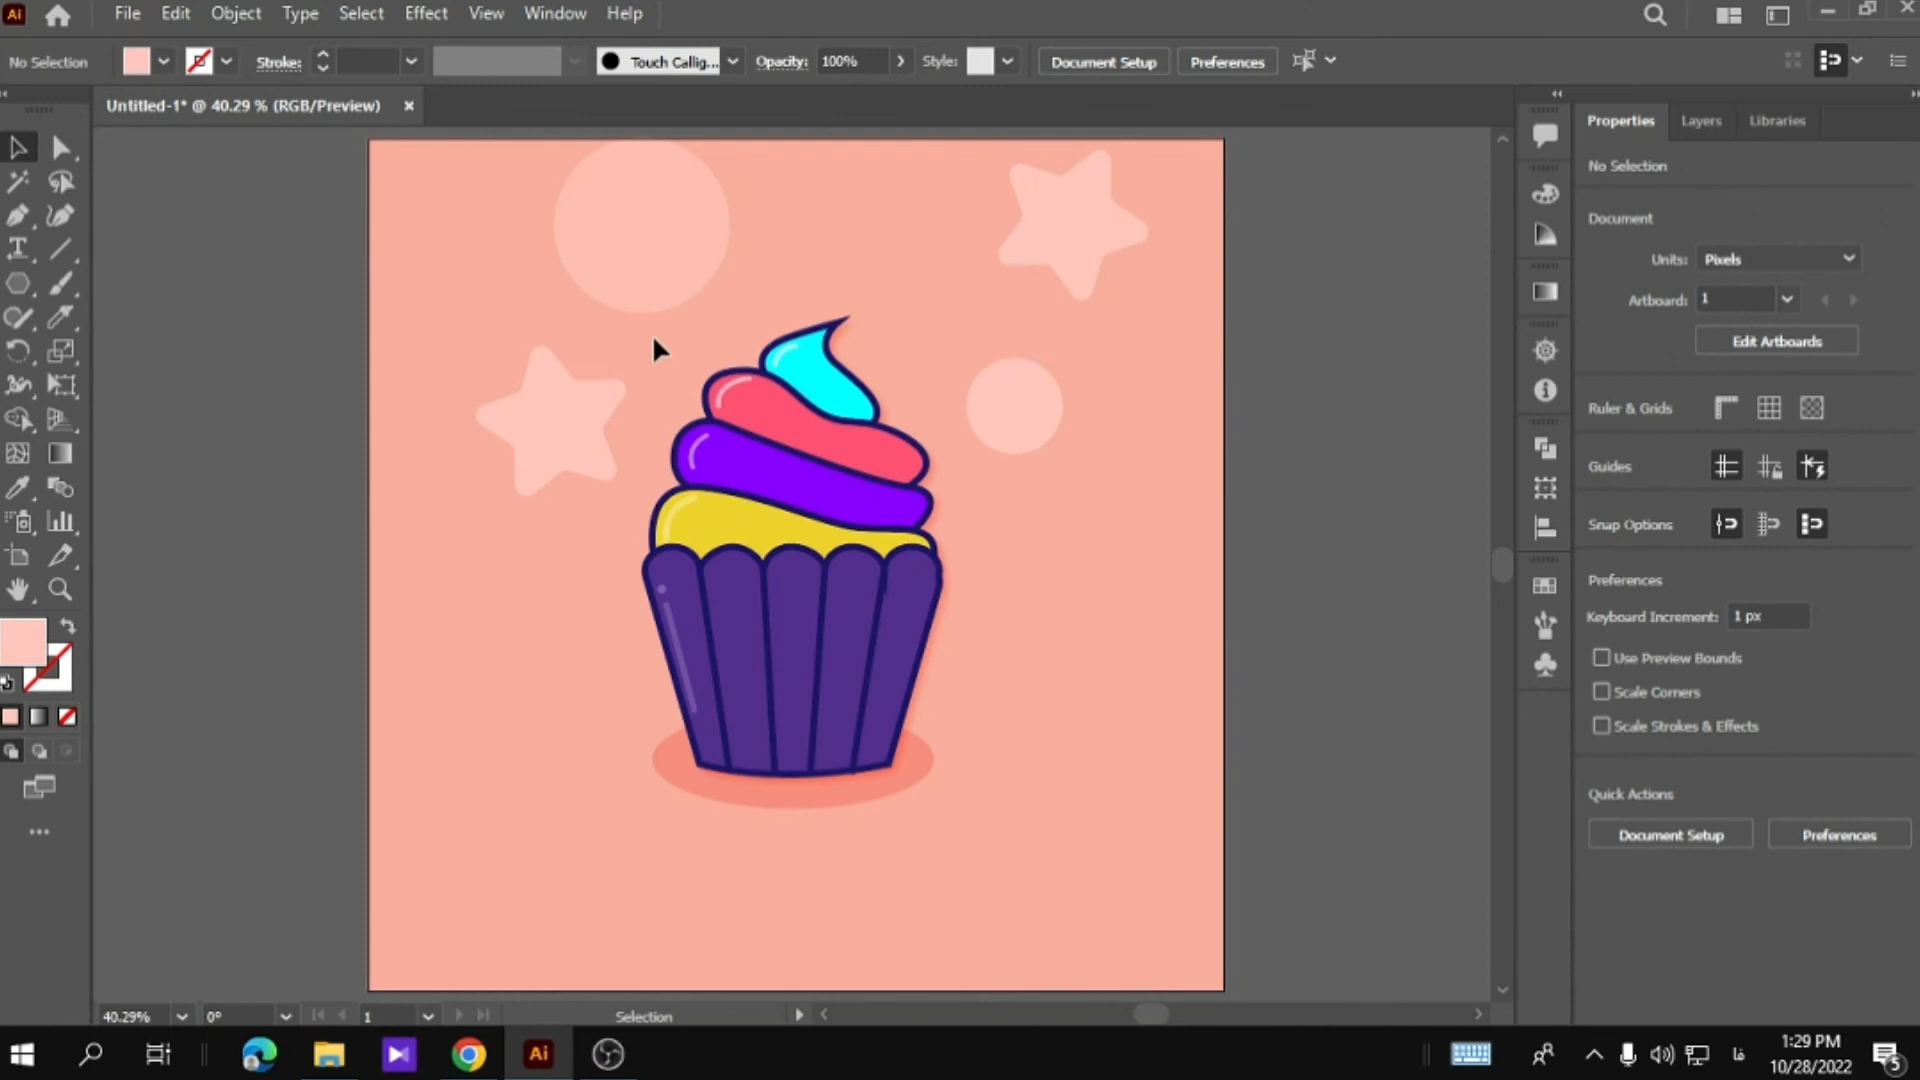 Ai File Edit Object Type Select Effect View Window Help
No Selection Stroke: Touch Callig... Opacity: 100% Style: Document Setup Preferences
Untitled-1* @ 40.29 % (RGB/Preview) ×
Properties Layers Libraries
No Selection
Document
Units: Pixels
Artboard: 1
Edit Artboards
Ruler & Grids
Guides
Snap Options
Preferences
Keyboard Increment: 1 px
Use Preview Bounds
Scale Corners
Scale Strokes & Effects
Quick Actions
Document Setup Preferences
40.29% 0° 1 Selection
Ai فا 1:29 PM
10/28/2022 5